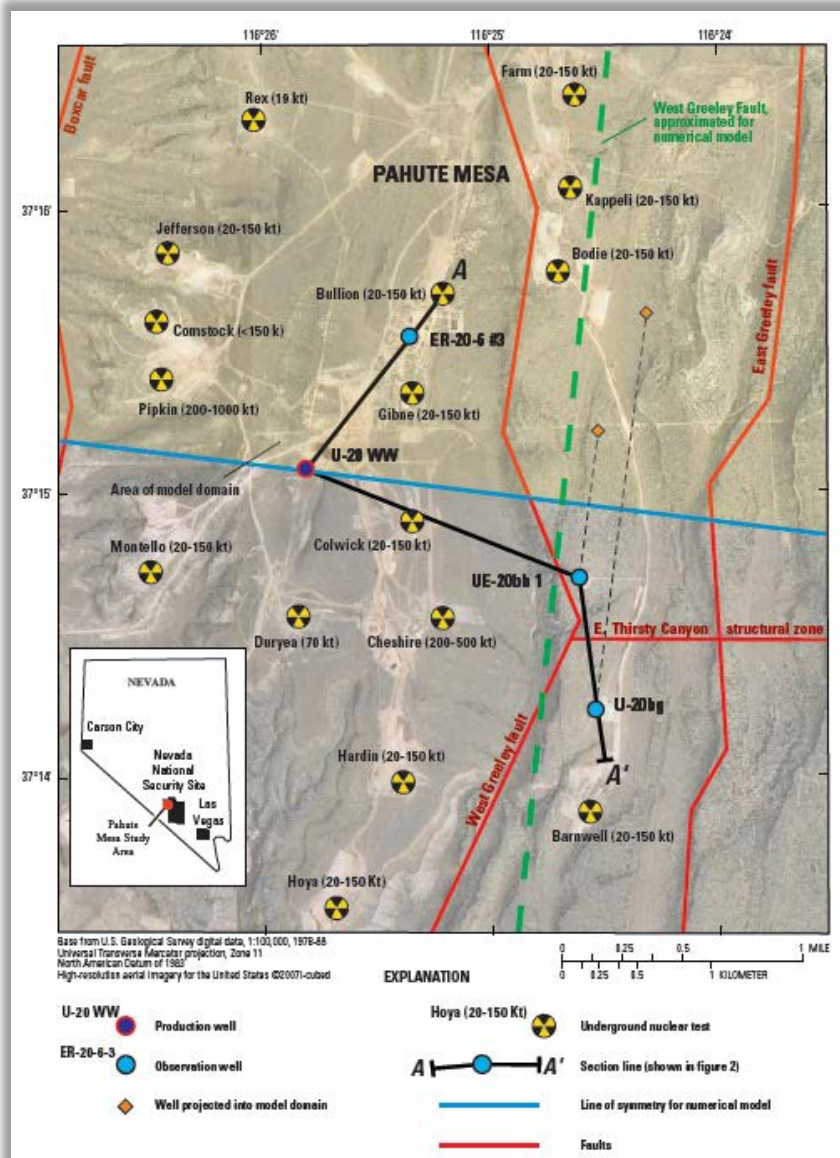 116°26'
116°25'
116°24'
Boxcar fault
Rex (19 kt)
Farm (20-150 kt)
West Greeley Fault,
approximated for
numerical model
PAHUTE MESA
37°16'
Kappeli (20-150 kt)
Jefferson (20-150 kt)
Bodie (20-150 kt)
A
Bullion (20-150 kt)
East Greeley fault
Comstock (<150 k)
ER-20-6 #3
Pipkin (200-1000 kt)
Gibne (20-150 kt)
U-20 WW
37°15'
Area of model domain
Montello (20-150 kt)
Colwick (20-150 kt)
UE-20bh 1
Duryea (70 kt)
Cheshire (200-500 kt)
E. Thirsty Canyon structural zone
NEVADA
Carson City
Nevada
National
Security Site
Las
Vegas
Pahute
Mesa Study
Area
U-20bg
37°14'
Hardin (20-150 kt)
West Greeley fault
A'
Barnwell (20-150 kt)
Hoya (20-150 Kt)
Base from U.S. Geological Survey digital data, 1:100,000, 1978-88
Universal Transverse Mercator projection, Zone 11
North American Datum of 1983
High-resolution aerial imagery for the United States ©2007 i-cubed
0 0.25 0.5 1 MILE
0 0.25 0.5 1 KILOMETER
EXPLANATION
U-20 WW
Production well
ER-20-6-3
Observation well
Well projected into model domain
Hoya (20-150 Kt)
Underground nuclear test
A A' Section line (shown in figure 2)
Line of symmetry for numerical model
Faults